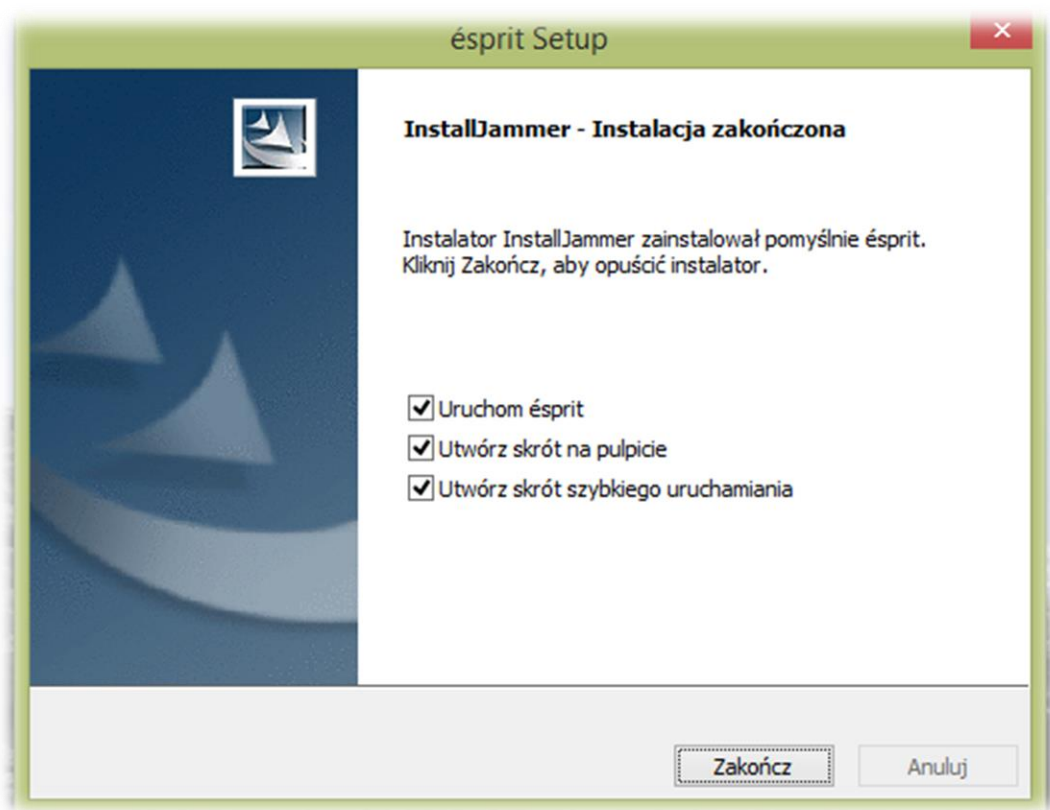 ésprit Setup
InstallJammer - Instalacja zakończona
Instalator InstallJammer zainstalował pomyślnie ésprit.
Kliknij Zakończ, aby opuścić instalator.
Uruchom ésprit
Utwórz skrót na pulpicie
Utwórz skrót szybkiego uruchamiania
Zakończ
Anuluj